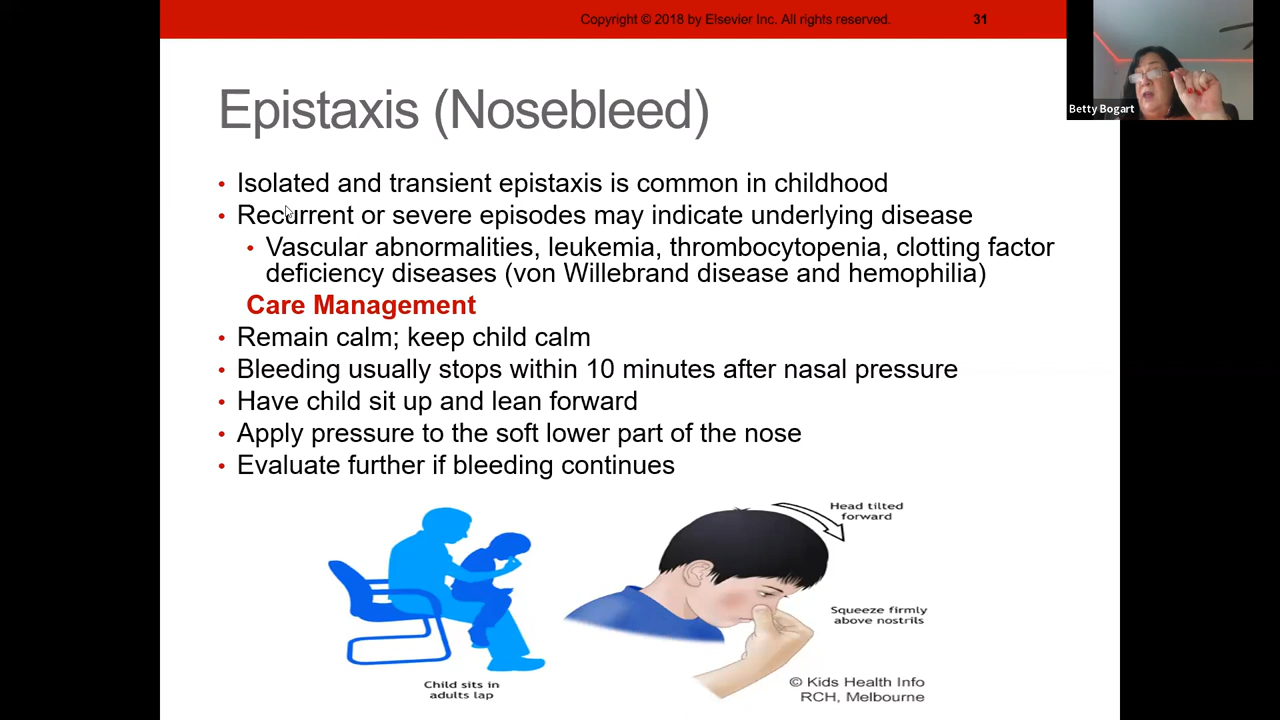 Copyright © 2018 by Elsevier Inc. All rights reserved. 31
Betty Bogart
Epistaxis (Nosebleed)
• Isolated and transient epistaxis is common in childhood
• Recurrent or severe episodes may indicate underlying disease
• Vascular abnormalities, leukemia, thrombocytopenia, clotting factor
deficiency diseases (von Willebrand disease and hemophilia)
Care Management
• Remain calm; keep child calm
• Bleeding usually stops within 10 minutes after nasal pressure
• Have child sit up and lean forward
• Apply pressure to the soft lower part of the nose
• Evaluate further if bleeding continues
Head tilted
forward
Squeeze firmly
above nostrils
Child sits in
adults lap
© Kids Health Info
RCH, Melbourne